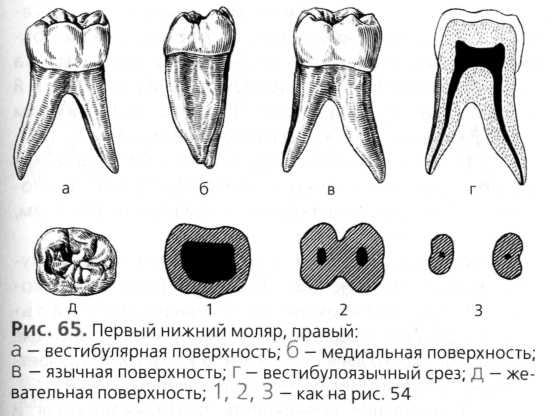 а
б
в
г
д
1
2
3
Рис. 65. Первый нижний моляр, правый:
а – вестибулярная поверхность; б – медиальная поверхность;
в – язычная поверхность; г – вестибулоязычный срез; д – же-
вательная поверхность; 1, 2, 3 – как на рис. 54